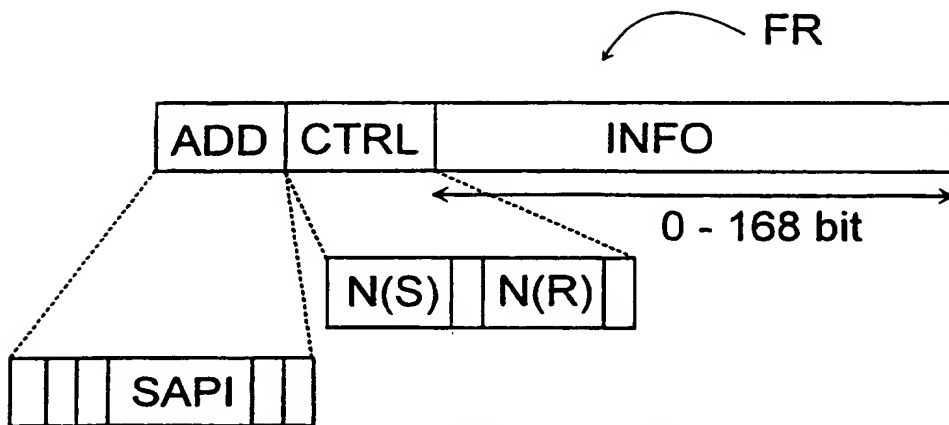 FR
ADD CTRL INFO
0 - 168 bit
N(S) N(R)
SAPI